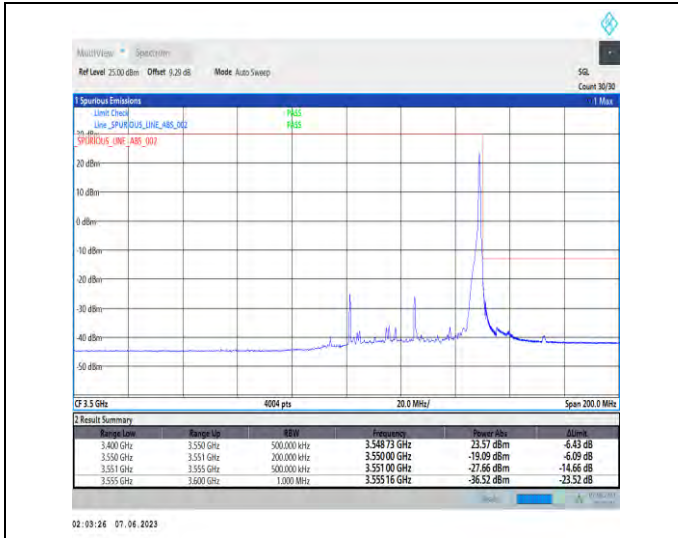 MultiView Spectrum
Ref Level 25.00 dBm Offset 9.29 dB Mode Auto Sweep SGL
Count 30/30
1 Spurious Emissions 1 Max
Limit Check PASS
Line _SPURIOUS_LINE_ABS_002 PASS
30 dBm
_SPURIOUS_LINE_ABS_002
20 dBm
10 dBm
0 dBm
-10 dBm
-20 dBm
-30 dBm
-40 dBm
-50 dBm
CF 3.5 GHz 4004 pts 20.0 MHz/ Span 200.0 MHz
2 Result Summary
Range Low Range Up RBW Frequency Power Abs ΔLimit
3.400 GHz 3.550 GHz 500.000 kHz 3.548 73 GHz 23.57 dBm -6.43 dB
3.550 GHz 3.551 GHz 200.000 kHz 3.550 00 GHz -19.09 dBm -6.09 dB
3.551 GHz 3.555 GHz 500.000 kHz 3.551 00 GHz -27.66 dBm -14.66 dB
3.555 GHz 3.600 GHz 1.000 MHz 3.555 16 GHz -36.52 dBm -23.52 dB
02:03:26 07.06.2023